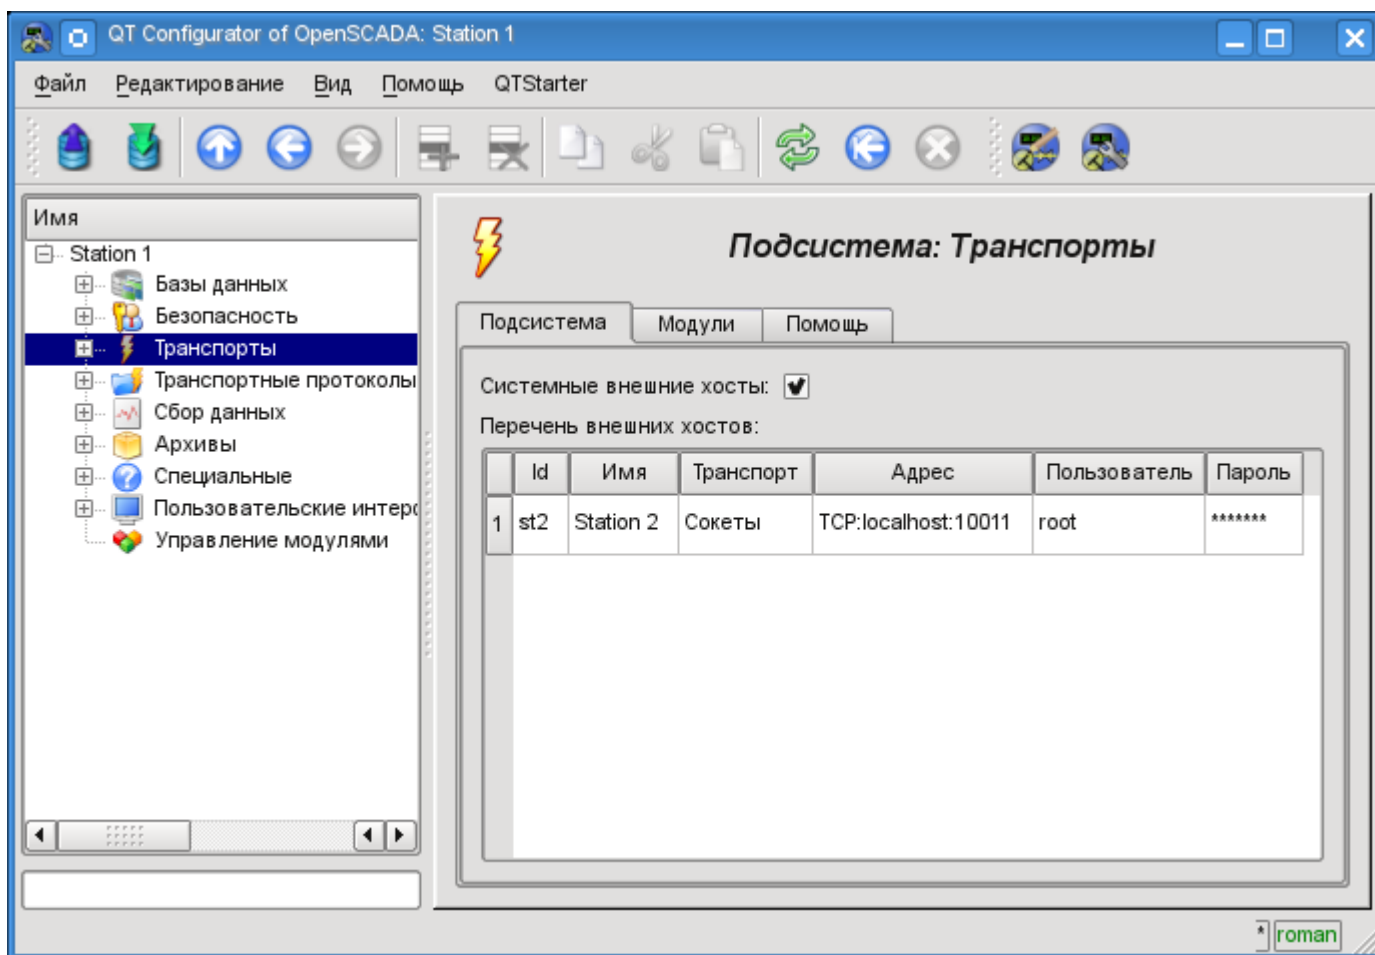 QT Configurator of OpenSCADA: Station 1
Файл Редактирование Вид Помощь QTStarter
Имя
Station 1
Базы данных
Безопасность
Транспорты
Транспортные протоколы
Сбор данных
Архивы
Специальные
Пользовательские интер
Управление модулями
Подсистема: Транспорты
Подсистема Модули Помощь
Системные внешние хосты:
Перечень внешних хостов:
Id Имя Транспорт Адрес Пользователь Пароль
1 st2 Station 2 Сокеты TCP:localhost:10011 root *******
* roman